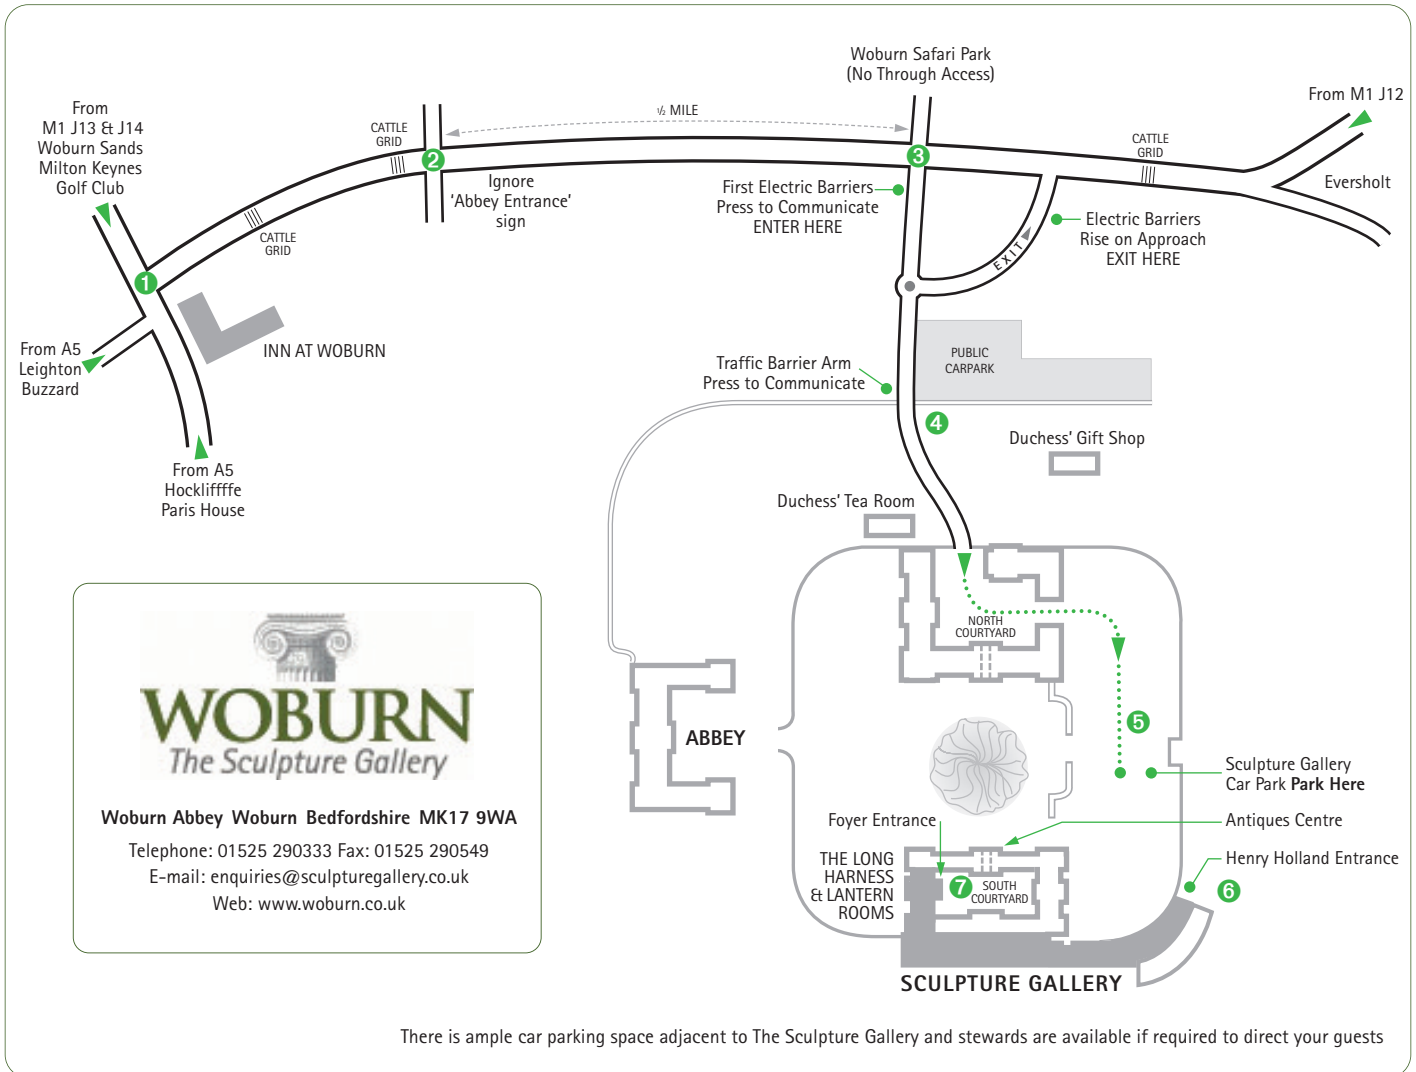 Woburn Safari Park
(No Through Access)
From
M1 J13 & J14
Woburn Sands
Milton Keynes
Golf Club
From M1 J12
½ MILE
CATTLE
GRID
2
3
CATTLE
GRID
Ignore
'Abbey Entrance'
sign
First Electric Barriers
Press to Communicate
ENTER HERE
Eversholt
CATTLE
GRID
Electric Barriers
Rise on Approach
EXIT HERE
EXIT
1
From A5
Leighton
Buzzard
INN AT WOBURN
PUBLIC
CARPARK
Traffic Barrier Arm
Press to Communicate
4
Duchess' Gift Shop
From A5
Hockliffffe
Paris House
Duchess' Tea Room
NORTH
COURTYARD
WOBURN
The Sculpture Gallery
Woburn Abbey Woburn Bedfordshire MK17 9WA
Telephone: 01525 290333 Fax: 01525 290549
E-mail: enquiries@sculpturegallery.co.uk
Web: www.woburn.co.uk
ABBEY
5
Sculpture Gallery
Car Park Park Here
Foyer Entrance
Antiques Centre
Henry Holland Entrance
THE LONG
HARNESS
& LANTERN
ROOMS
7
SOUTH
COURTYARD
6
SCULPTURE GALLERY
There is ample car parking space adjacent to The Sculpture Gallery and stewards are available if required to direct your guests